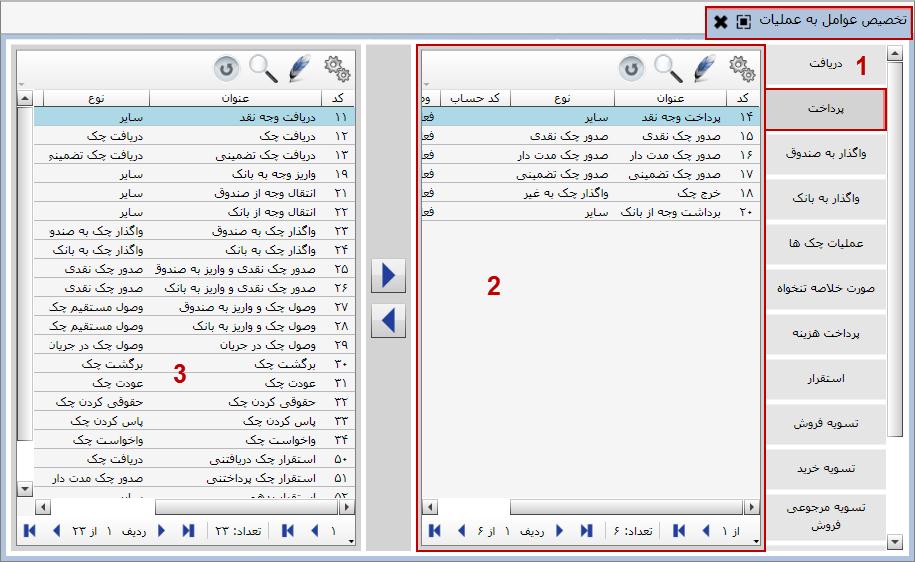 تخصیص عوامل به عملیات
1
دریافت
پرداخت
واگذار به صندوق
واگذار به بانک
عملیات چک ها
صورت خلاصه تنخواه
پرداخت هزینه
استقرار
تسویه فروش
تسویه خرید
تسویه مرجوعی
فروش
کد عنوان نوع کد حساب وض
۱۴ پرداخت وجه نقد سایر فعا
۱۵ صدور چک نقدی صدور چک نقدی فعا
۱۶ صدور چک مدت دار صدور چک مدت دار فعا
۱۷ صدور چک تضمینی صدور چک تضمینی فعا
۱۸ خرج چک واگذار چک به غیر فعا
۲۰ برداشت وجه از بانک سایر فعا
2
۱ از تعداد: ۶ ردیف ۱ از ۶
کد عنوان نوع
۱۱ دریافت وجه نقد سایر
۱۲ دریافت چک دریافت چک
۱۳ دریافت چک تضمینی دریافت چک تضمینی
۱۹ واریز وجه به بانک سایر
۲۱ انتقال وجه از صندوق سایر
۲۲ انتقال وجه از بانک سایر
۲۳ واگذار چک به صندوق واگذار چک به صندو
۲۴ واگذار چک به بانک واگذار چک به بانک
۲۵ صدور چک نقدی و واریز به صندوق صدور چک نقدی
۲۶ صدور چک نقدی و واریز به بانک صدور چک نقدی
۲۷ وصول چک و واریز به صندوق وصول مستقیم چک
۲۸ وصول چک و واریز به بانک وصول مستقیم چک
۲۹ وصول چک در جریان وصول چک در جریان
۳۰ برگشت چک برگشت چک
۳۱ عودت چک عودت چک
۳۲ حقوقی کردن چک حقوقی کردن چک
۳۳ پاس کردن چک پاس کردن چک
۳۴ واخواست چک واخواست چک
۵۰ استقرار چک دریافتنی دریافت چک
۵۱ استقرار چک پرداختنی صدور چک مدت دار
۵۲ استقرار بدهی سایر
3
۱ تعداد: ۲۳ ردیف ۱ از ۲۳